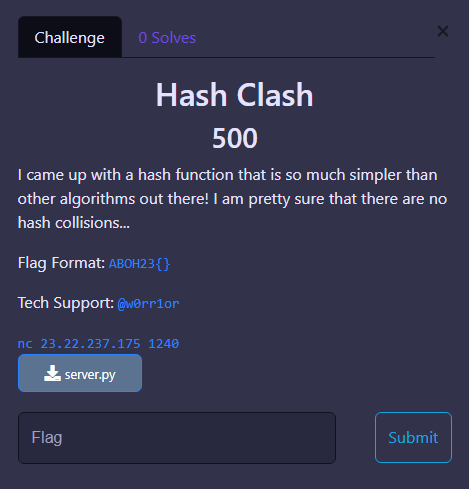 Challenge
0 Solves
×
Hash Clash
500
I came up with a hash function that is so much simpler than
other algorithms out there! I am pretty sure that there are no
hash collisions...
Flag Format: ABOH23{}
Tech Support: @w0rr1or
nc 23.22.237.175 1240
server.py
Flag
Submit